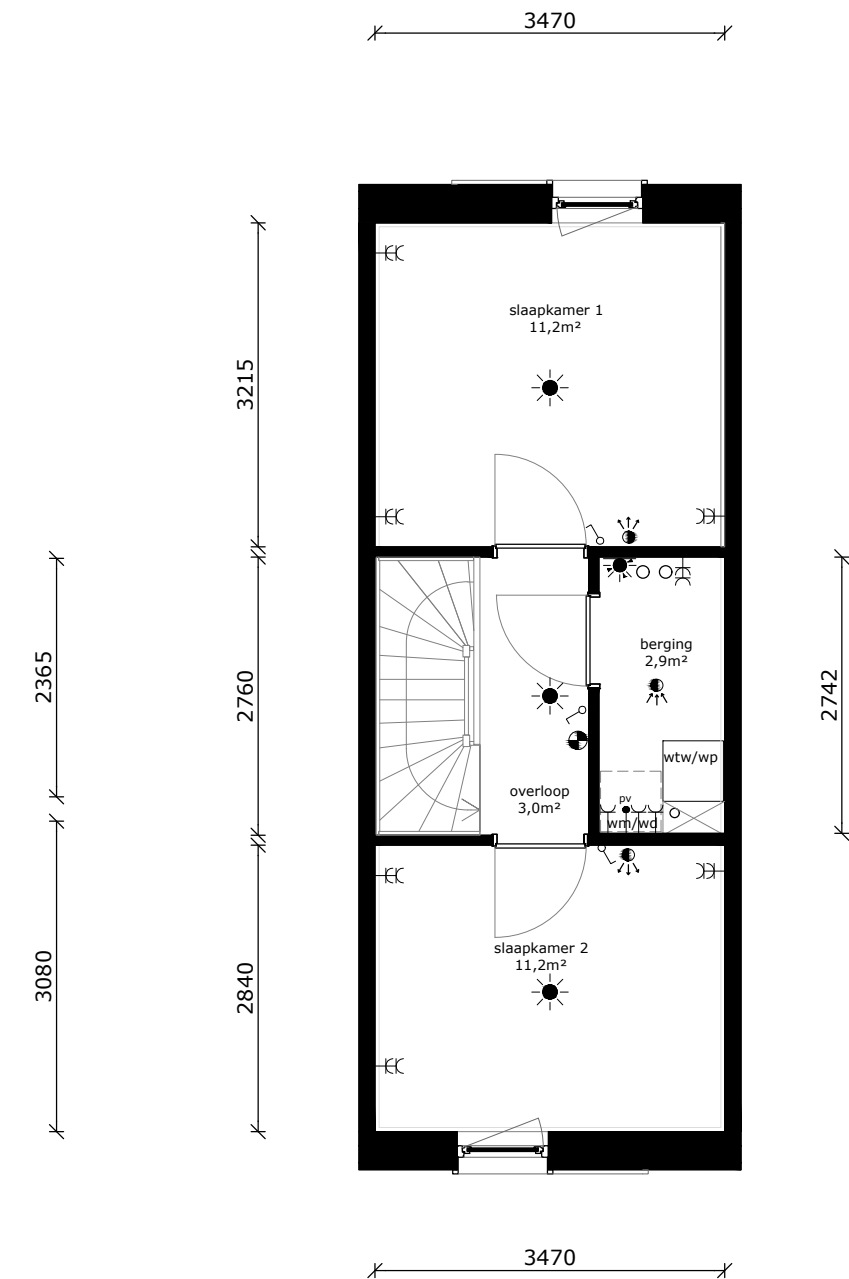 3470
slaapkamer 1
11,2m²
3215
2365
2760
2742
berging
2,9m²
wtw/wp
overloop
3,0m²
pv
wm/wd
slaapkamer 2
11,2m²
3080
2840
3470